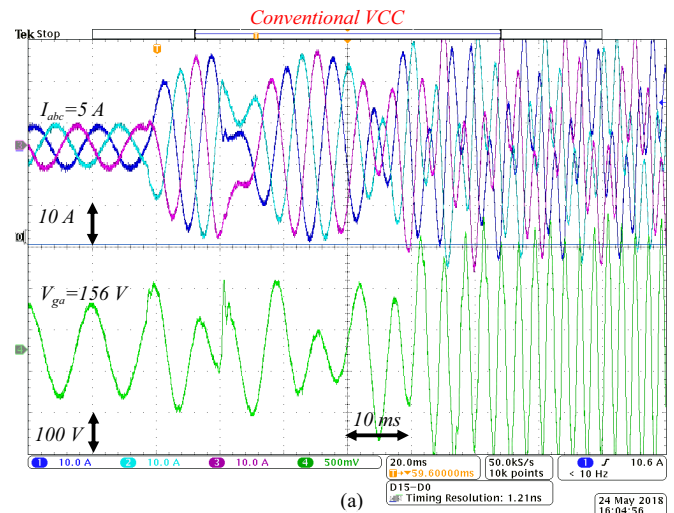 Conventional VCC
Tek Stop
T
T
Iabc=5 A
10 A
Vga=156 V
100 V
10 ms
1 10.0 A 2 10.0 A 3 10.0 A 4 500mV
20.0ms
T→▼59.60000ms
50.0kS/s
10k points
1 10.6 A
< 10 Hz
D15-D0
Timing Resolution: 1.21ns
(a)
24 May 2018
16:04:56